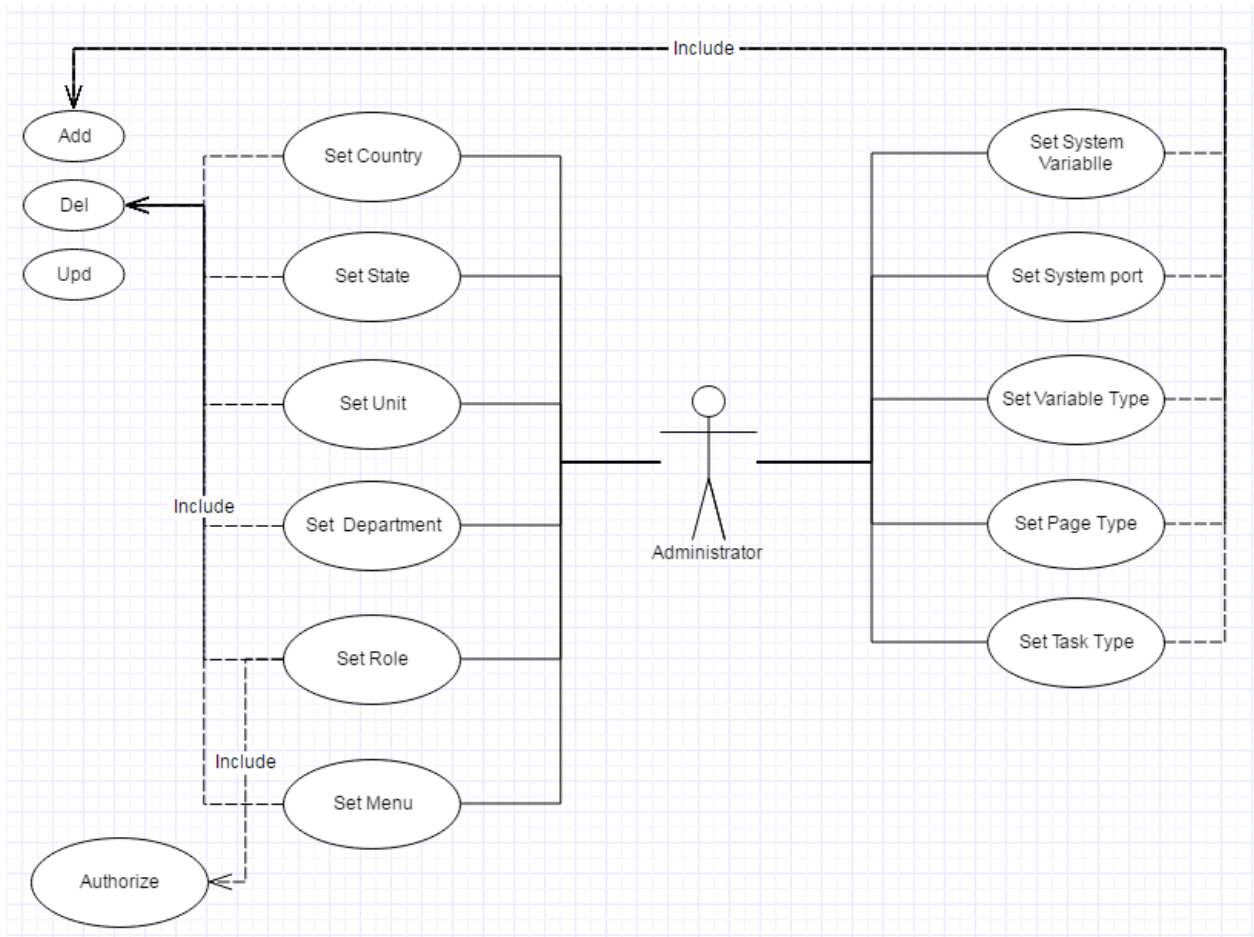 Include
Add
Del
Upd
Set Country
Set State
Set Unit
Include
Set Department
Set Role
Include
Set Menu
Authorize
Administrator
Set System
Variablle
Set System port
Set Variable Type
Set Page Type
Set Task Type